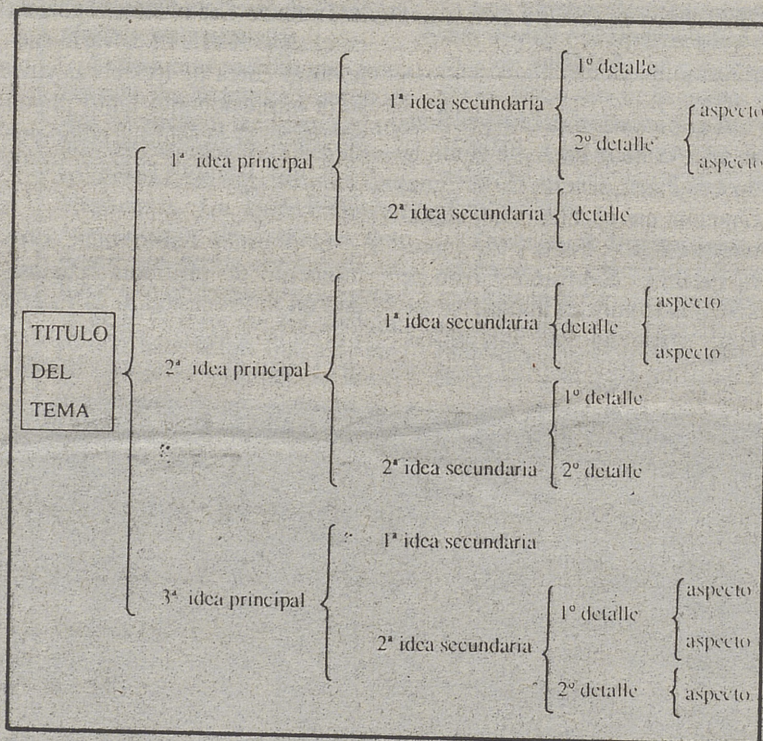 TITULO
DEL
TEMA
1ª idea principal
1ª idea secundaria
1º detalle
2º detalle
aspecto
aspecto
2ª idea secundaria
detalle
2ª idea principal
1ª idea secundaria
detalle
aspecto
aspecto
2ª idea secundaria
1º detalle
2º detalle
3ª idea principal
1ª idea secundaria
2ª idea secundaria
1º detalle
aspecto
aspecto
2º detalle
aspecto